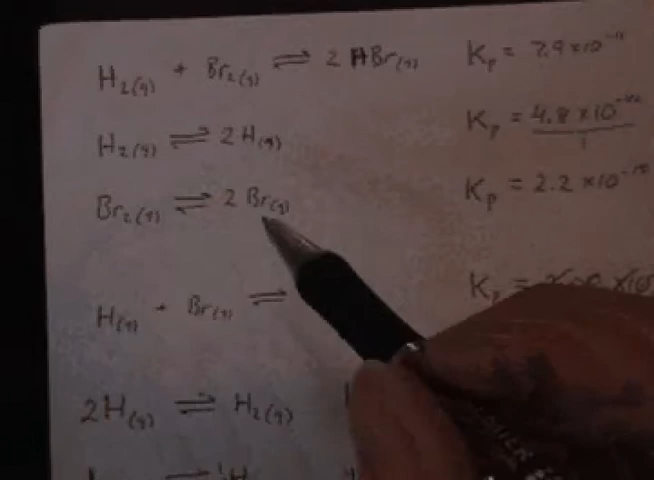 H₂(g) + Br₂(g) ⇌ 2 HBr(g) Kp = 7.9 × 10
H₂(g) ⇌ 2H(g) Kp = 4.8 × 10
Br₂(g) ⇌ 2 Br(g) Kp = 2.2 × 10
H(g) + Br(g) ⇌ Kp =
2H(g) ⇌ H₂(g)